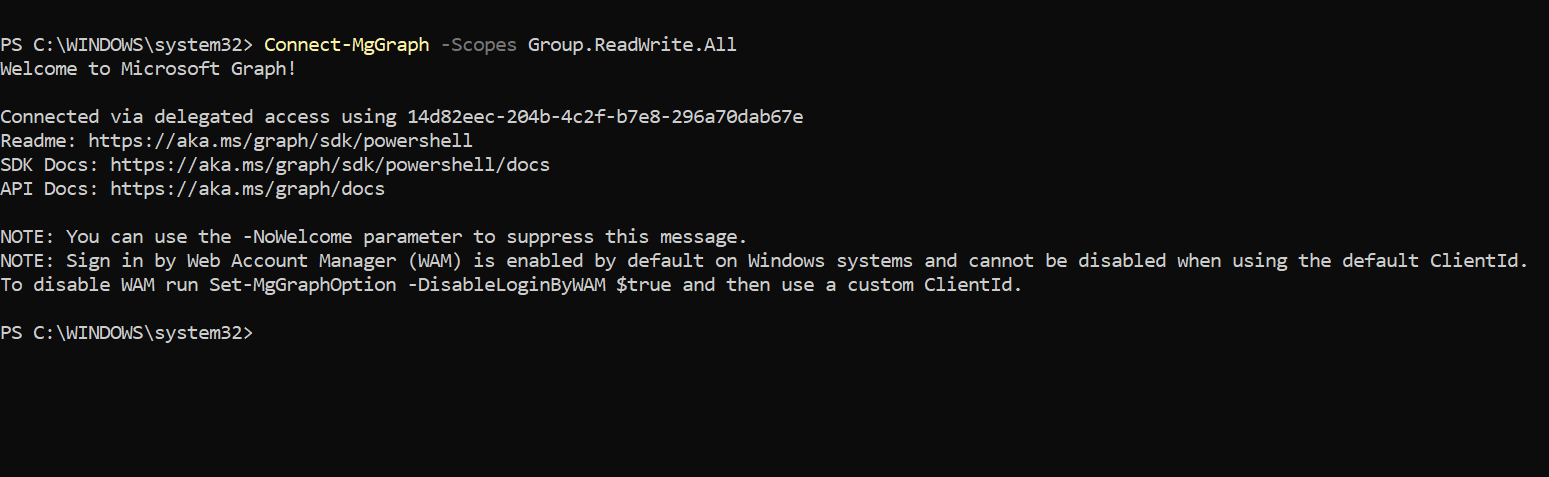 PS C:\WINDOWS\system32> Connect-MgGraph -Scopes Group.ReadWrite.All
Welcome to Microsoft Graph!
Connected via delegated access using 14d82eec-204b-4c2f-b7e8-296a70dab67e
Readme: https://aka.ms/graph/sdk/powershell
SDK Docs: https://aka.ms/graph/sdk/powershell/docs
API Docs: https://aka.ms/graph/docs
NOTE: You can use the -NoWelcome parameter to suppress this message.
NOTE: Sign in by Web Account Manager (WAM) is enabled by default on Windows systems and cannot be disabled when using the default ClientId.
To disable WAM run Set-MgGraphOption -DisableLoginByWAM $true and then use a custom ClientId.
PS C:\WINDOWS\system32>